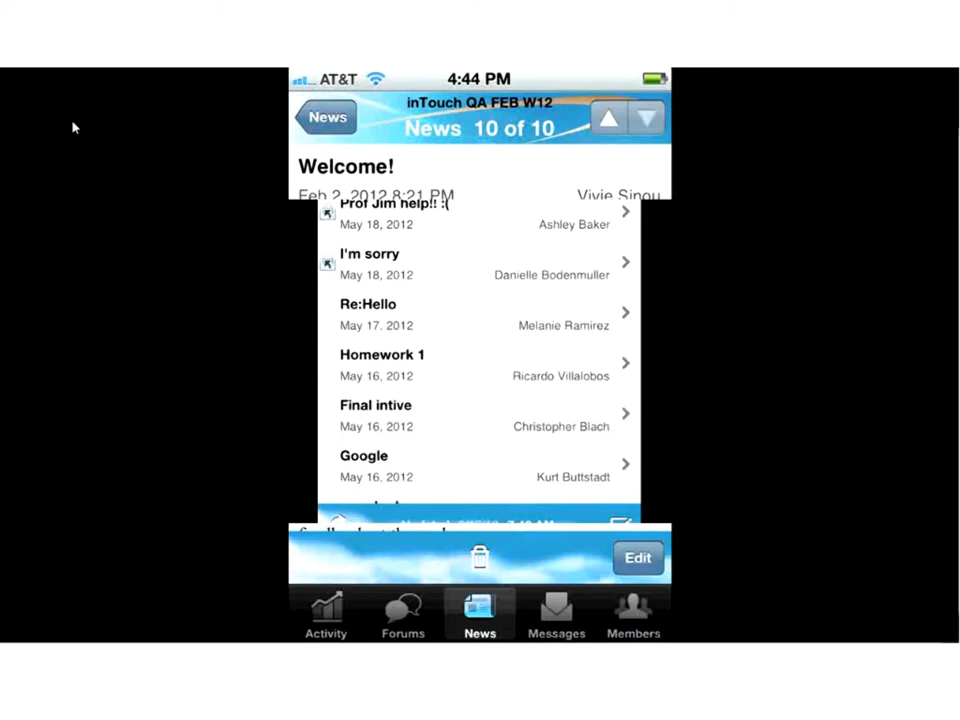 AT&T 4:44 PM
inTouch QA FEB W12
News News 10 of 10
Welcome!
Feb 2, 2012 8:21 PM Vivie Sinou
Prof Jim help!! :(
May 18, 2012 Ashley Baker
I'm sorry
May 18, 2012 Danielle Bodenmuller
Re:Hello
May 17, 2012 Melanie Ramirez
Homework 1
May 16, 2012 Ricardo Villalobos
Final intive
May 16, 2012 Christopher Blach
Google
May 16, 2012 Kurt Buttstadt
Edit
Activity Forums News Messages Members